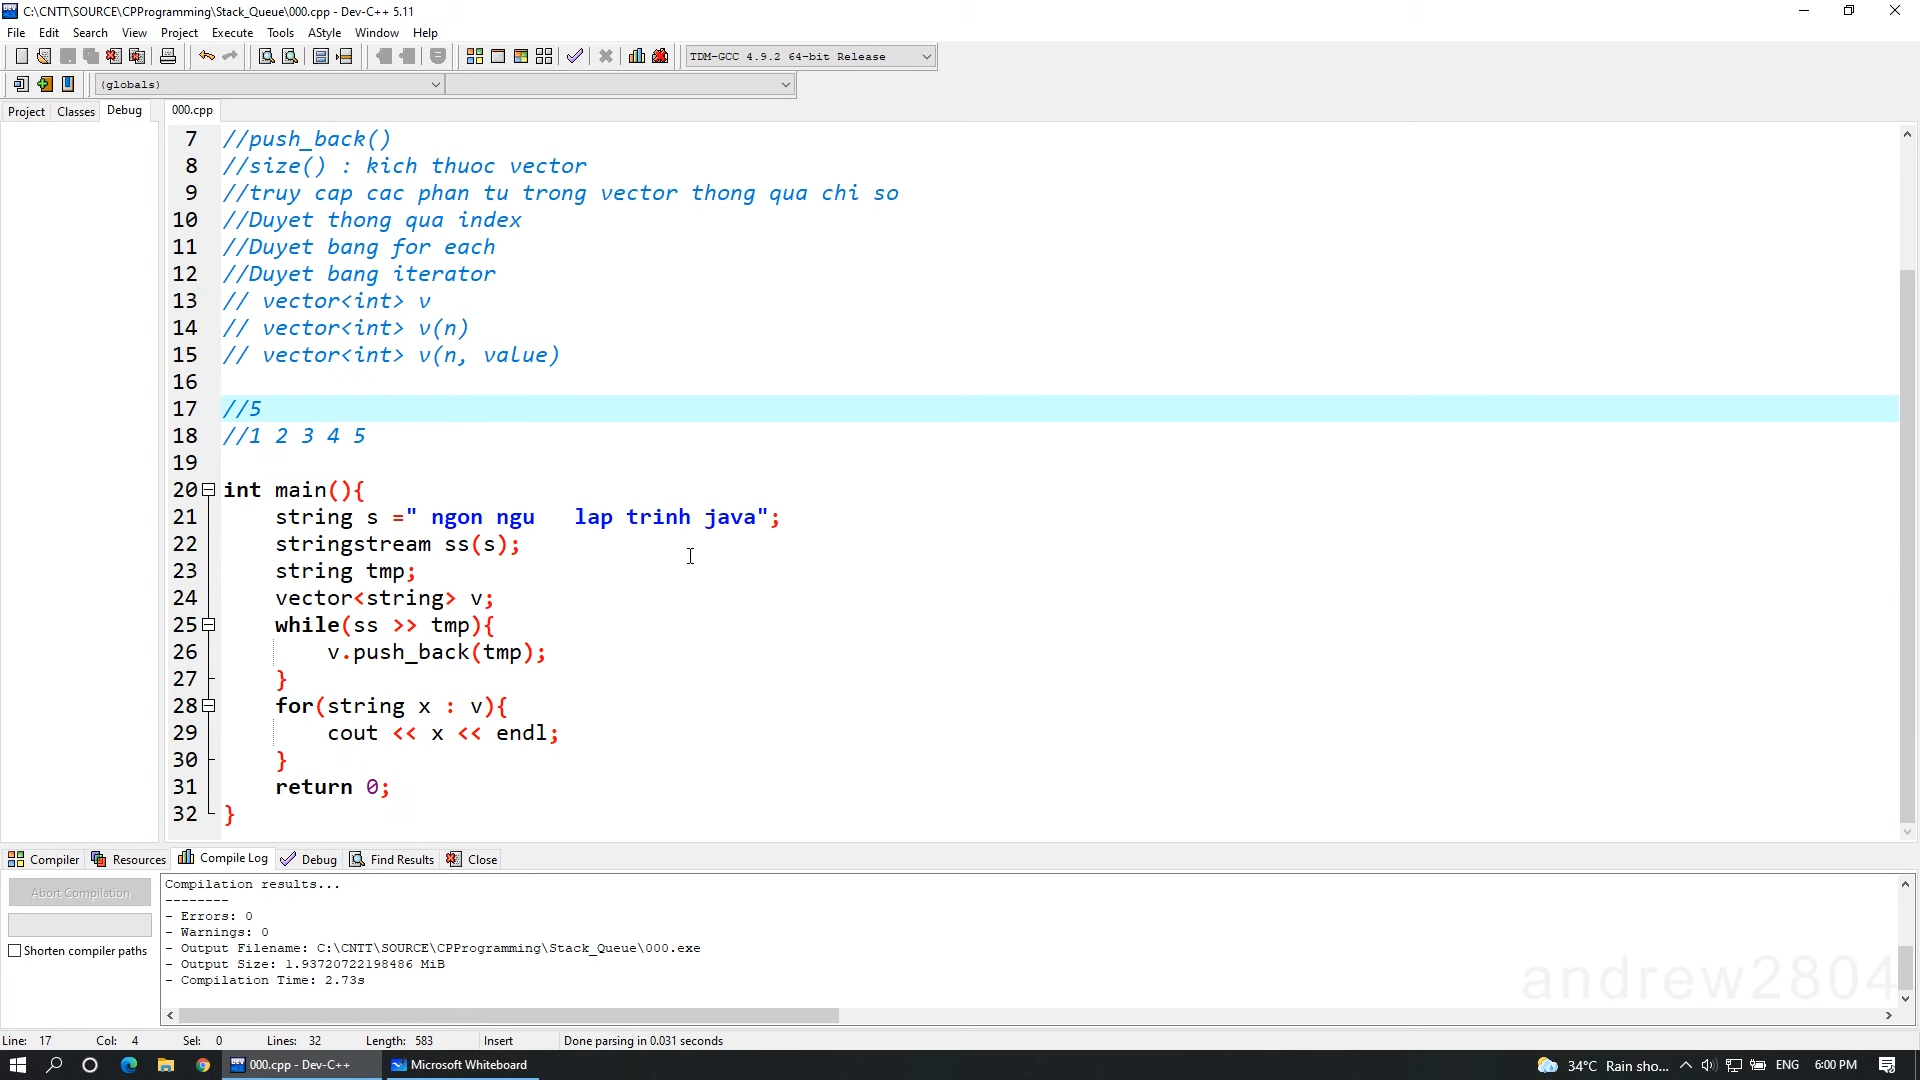 C:\CNTT\SOURCE\CPProgramming\Stack_Queue\000.cpp - Dev-C++ 5.11
File Edit Search View Project Execute Tools AStyle Window Help
TDM-GCC 4.9.2 64-bit Release
(globals)
Project Classes Debug 000.cpp
7 //push_back()
8 //size() : kich thuoc vector
9 //truy cap cac phan tu trong vector thong qua chi so
10 //Duyet thong qua index
11 //Duyet bang for each
12 //Duyet bang iterator
13 // vector<int> v
14 // vector<int> v(n)
15 // vector<int> v(n, value)
16
17 //5
18 //1 2 3 4 5
19
20 int main(){
21 string s =" ngon ngu   lap trinh java";
22 stringstream ss(s);
23 string tmp;
24 vector<string> v;
25 while(ss >> tmp){
26 v.push_back(tmp);
27 }
28 for(string x : v){
29 cout << x << endl;
30 }
31 return 0;
32 }
Compiler Resources Compile Log Debug Find Results Close
Abort Compilation
Shorten compiler paths
Compilation results...
--------
- Errors: 0
- Warnings: 0
- Output Filename: C:\CNTT\SOURCE\CPProgramming\Stack_Queue\000.exe
- Output Size: 1.93720722198486 MiB
- Compilation Time: 2.73s
andrew2804
Line: 17 Col: 4 Sel: 0 Lines: 32 Length: 583 Insert Done parsing in 0.031 seconds
000.cpp - Dev-C++ Microsoft Whiteboard 34°C Rain sho... ENG 6:00 PM